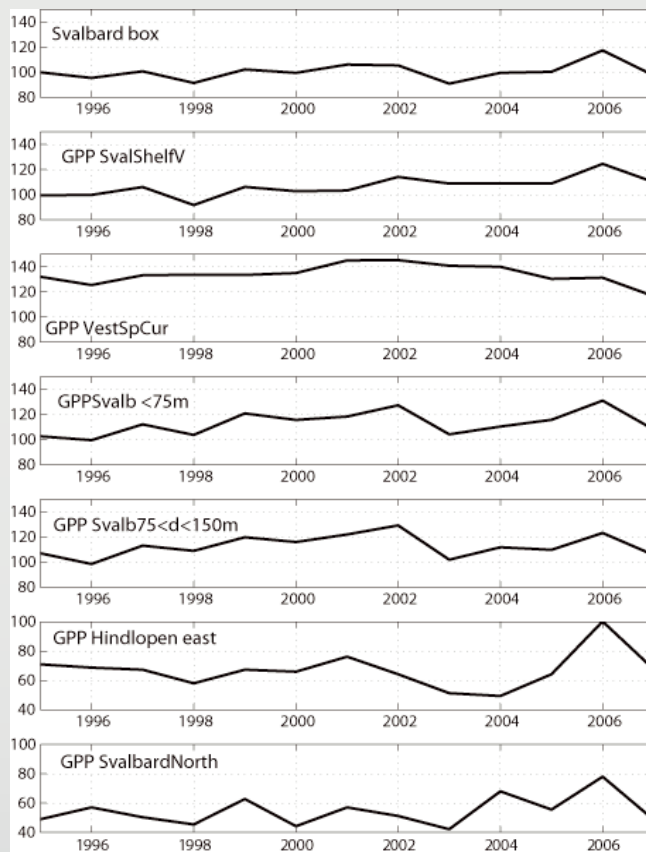 140
Svalbard box
120
100
80
1996 1998 2000 2002 2004 2006
140
GPP SvalShelfV
120
100
80
1996 1998 2000 2002 2004 2006
140
120
100
GPP VestSpCur
80
1996 1998 2000 2002 2004 2006
140
GPPSvalb <75m
120
100
80
1996 1998 2000 2002 2004 2006
140
GPP Svalb75<d<150m
120
100
80
1996 1998 2000 2002 2004 2006
100
GPP Hindlopen east
80
60
40
1996 1998 2000 2002 2004 2006
100
GPP SvalbardNorth
80
60
40
1996 1998 2000 2002 2004 2006